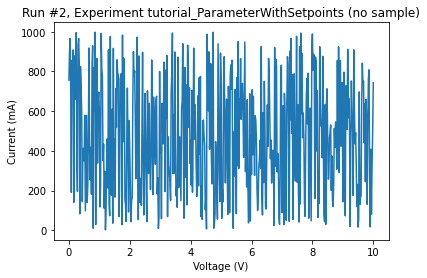 Run #2, Experiment tutorial_ParameterWithSetpoints (no sample)
1000
800
600
400
200
0
Current (mA)
0 2 4 6 8 10
Voltage (V)